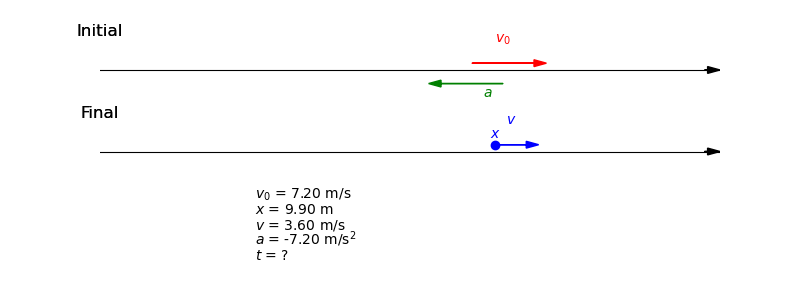 Initial
v₀
a
Final
v
x
v₀ = 7.20 m/s
x = 9.90 m
v = 3.60 m/s
a = -7.20 m/s²
t = ?